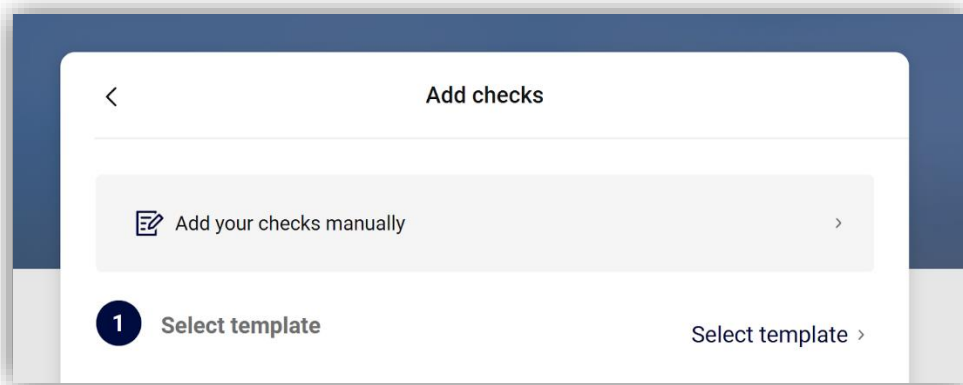 Add checks
Add your checks manually
1 Select template
Select template